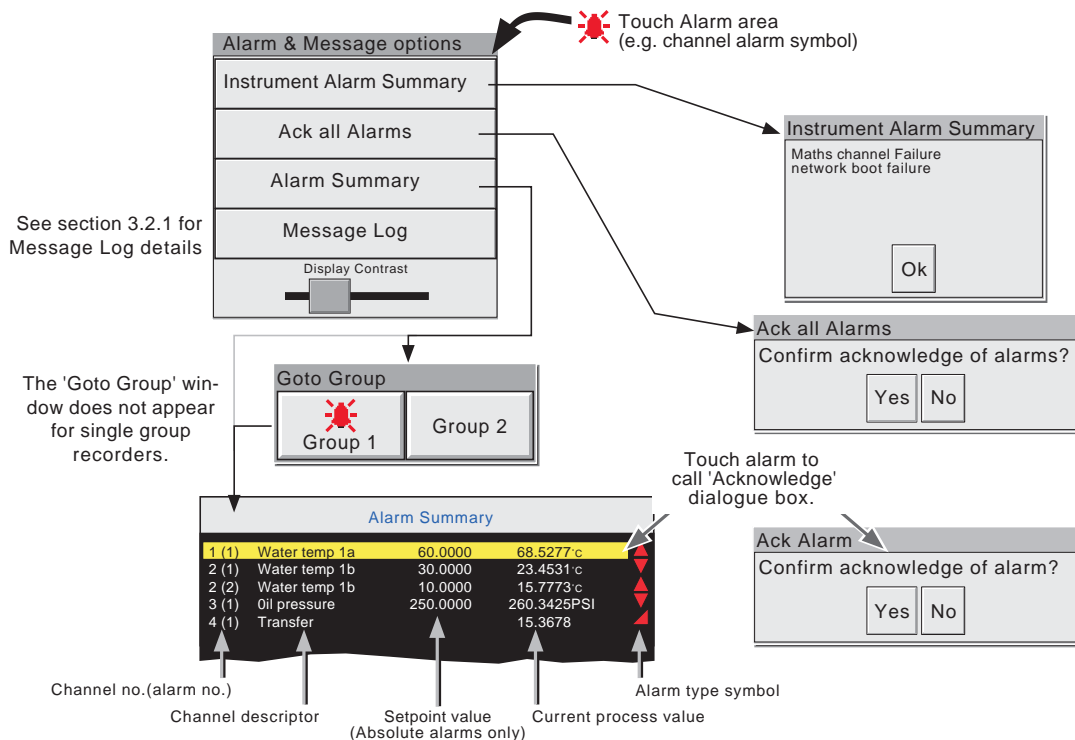 Touch Alarm area
(e.g. channel alarm symbol)
Alarm & Message options
Instrument Alarm Summary
Ack all Alarms
Alarm Summary
Message Log
Display Contrast
See section 3.2.1 for
Message Log details
Instrument Alarm Summary
Maths channel Failure
network boot failure
Ok
Ack all Alarms
Confirm acknowledge of alarms?
Yes No
The 'Goto Group' win-
dow does not appear
for single group
recorders.
Goto Group
Group 1 Group 2
Touch alarm to
call 'Acknowledge'
dialogue box.
Ack Alarm
Confirm acknowledge of alarm?
Yes No
Alarm Summary
1 (1) Water temp 1a 60.0000 68.5277°C
2 (1) Water temp 1b 30.0000 23.4531°C
2 (2) Water temp 1b 10.0000 15.7773°C
3 (1) 0il pressure 250.0000 260.3425PSI
4 (1) Transfer 15.3678
Channel no.(alarm no.)
Channel descriptor
Setpoint value
(Absolute alarms only)
Current process value
Alarm type symbol